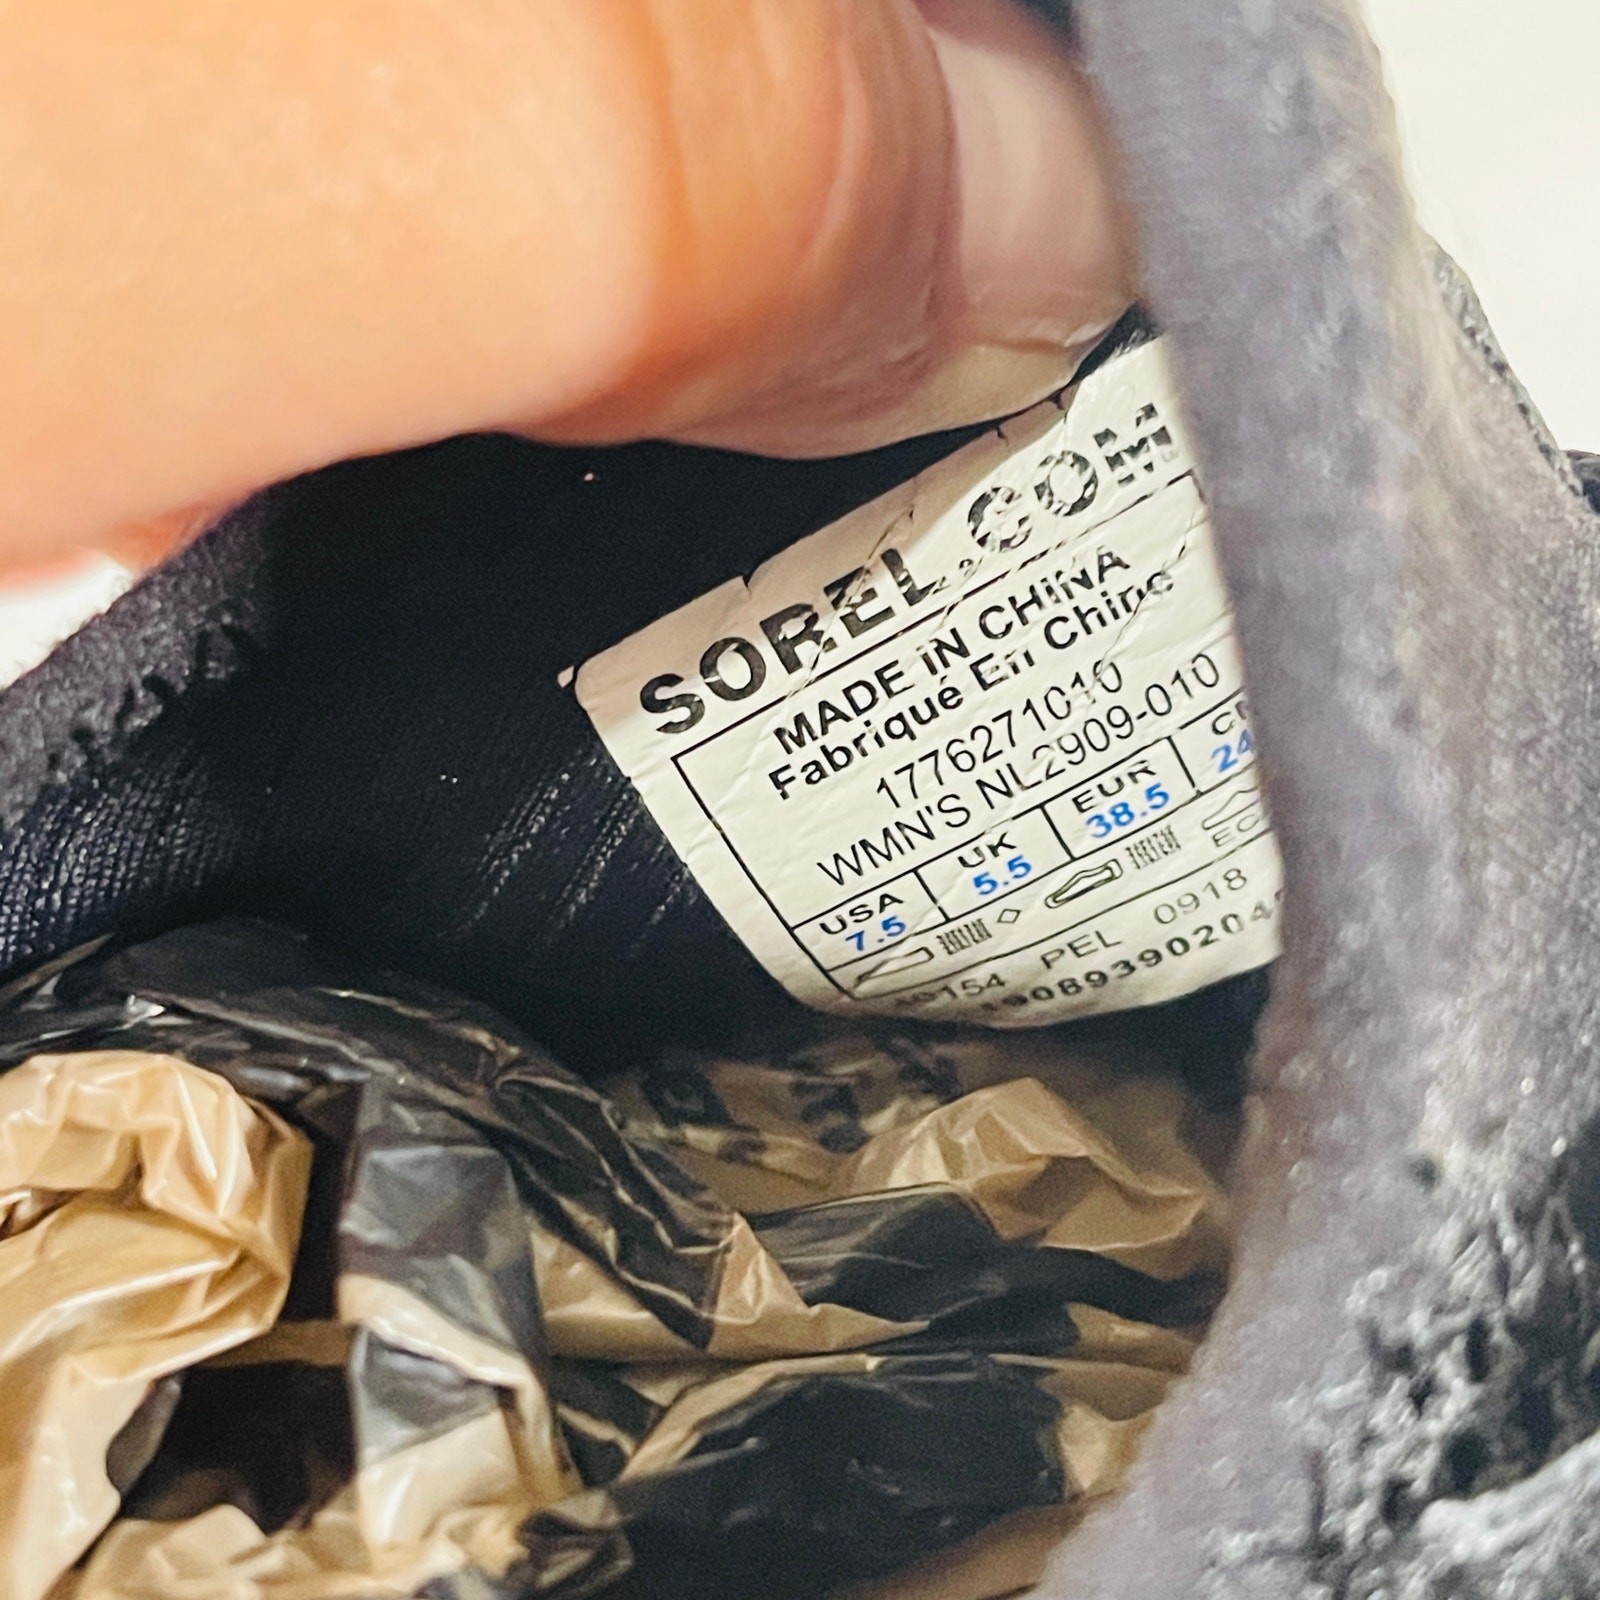 SOREL.COM
MADE IN CHINA
Fabriqué En Chine
1776271010
WMN'S NL2909-010
USA UK EUR
7.5 5.5 38.5 24
PEL 0918